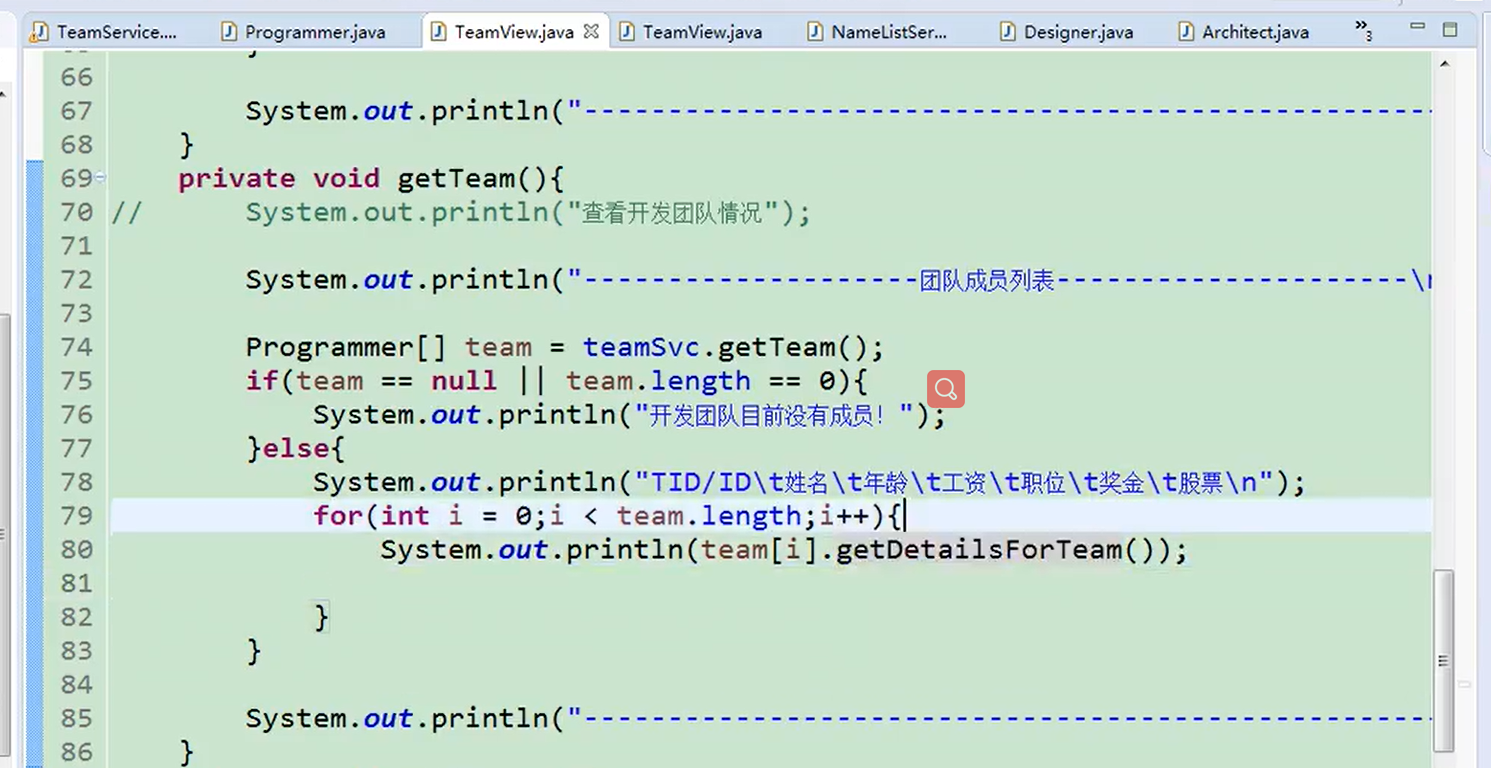 TeamService.... Programmer.java TeamView.java TeamView.java NameListSer... Designer.java Architect.java »3
66
67 System.out.println("--------------------------------------------------
68 }
69 private void getTeam(){
70 // System.out.println("查看开发团队情况");
71
72 System.out.println("--------------------团队成员列表---------------------\n
73
74 Programmer[] team = teamSvc.getTeam();
75 if(team == null || team.length == 0){
76 System.out.println("开发团队目前没有成员！");
77 }else{
78 System.out.println("TID/ID\t姓名\t年龄\t工资\t职位\t奖金\t股票\n");
79 for(int i = 0;i < team.length;i++){
80 System.out.println(team[i].getDetailsForTeam());
81
82 }
83 }
84
85 System.out.println("--------------------------------------------------
86 }